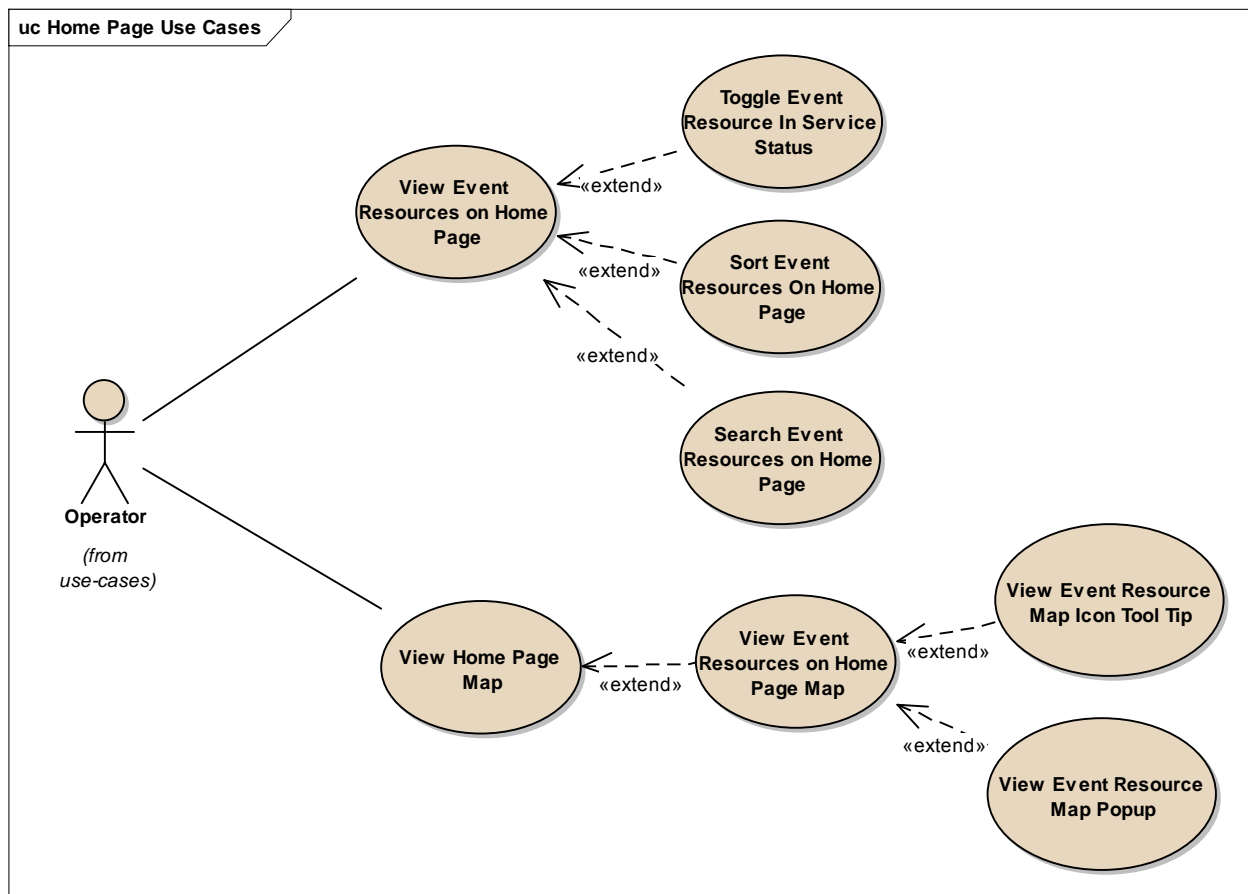 uc Home Page Use Cases
Toggle Event
Resource In Service
Status
View Event
Resources on Home
Page
«extend»
Sort Event
Resources On Home
Page
«extend»
«extend»
Search Event
Resources on Home
Page
Operator
(from
use-cases)
View Event Resource
Map Icon Tool Tip
View Home Page
Map
View Event
Resources on Home
Page Map
«extend»
«extend»
«extend»
View Event Resource
Map Popup